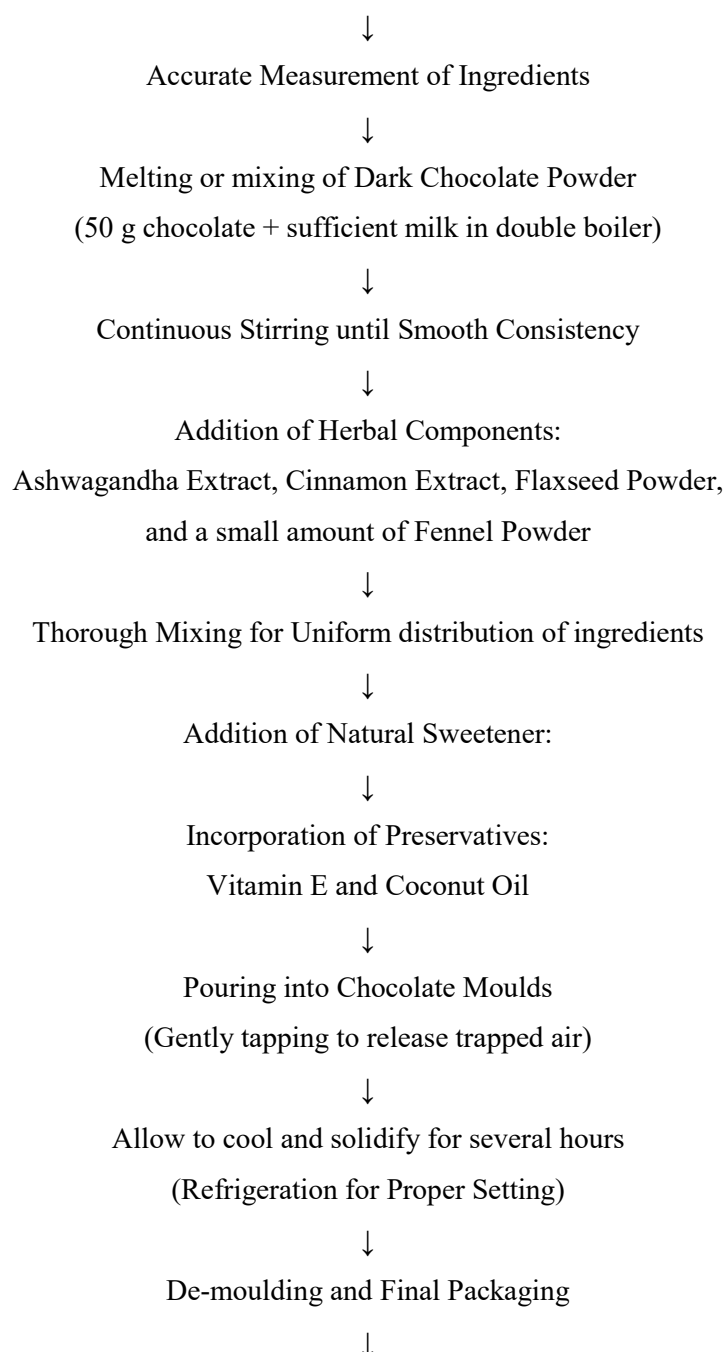 ↓
Accurate Measurement of Ingredients
↓
Melting or mixing of Dark Chocolate Powder
(50 g chocolate + sufficient milk in double boiler)
↓
Continuous Stirring until Smooth Consistency
↓
Addition of Herbal Components:
Ashwagandha Extract, Cinnamon Extract, Flaxseed Powder,
and a small amount of Fennel Powder
↓
Thorough Mixing for Uniform distribution of ingredients
↓
Addition of Natural Sweetener:
↓
Incorporation of Preservatives:
Vitamin E and Coconut Oil
↓
Pouring into Chocolate Moulds
(Gently tapping to release trapped air)
↓
Allow to cool and solidify for several hours
(Refrigeration for Proper Setting)
↓
De-moulding and Final Packaging
↓